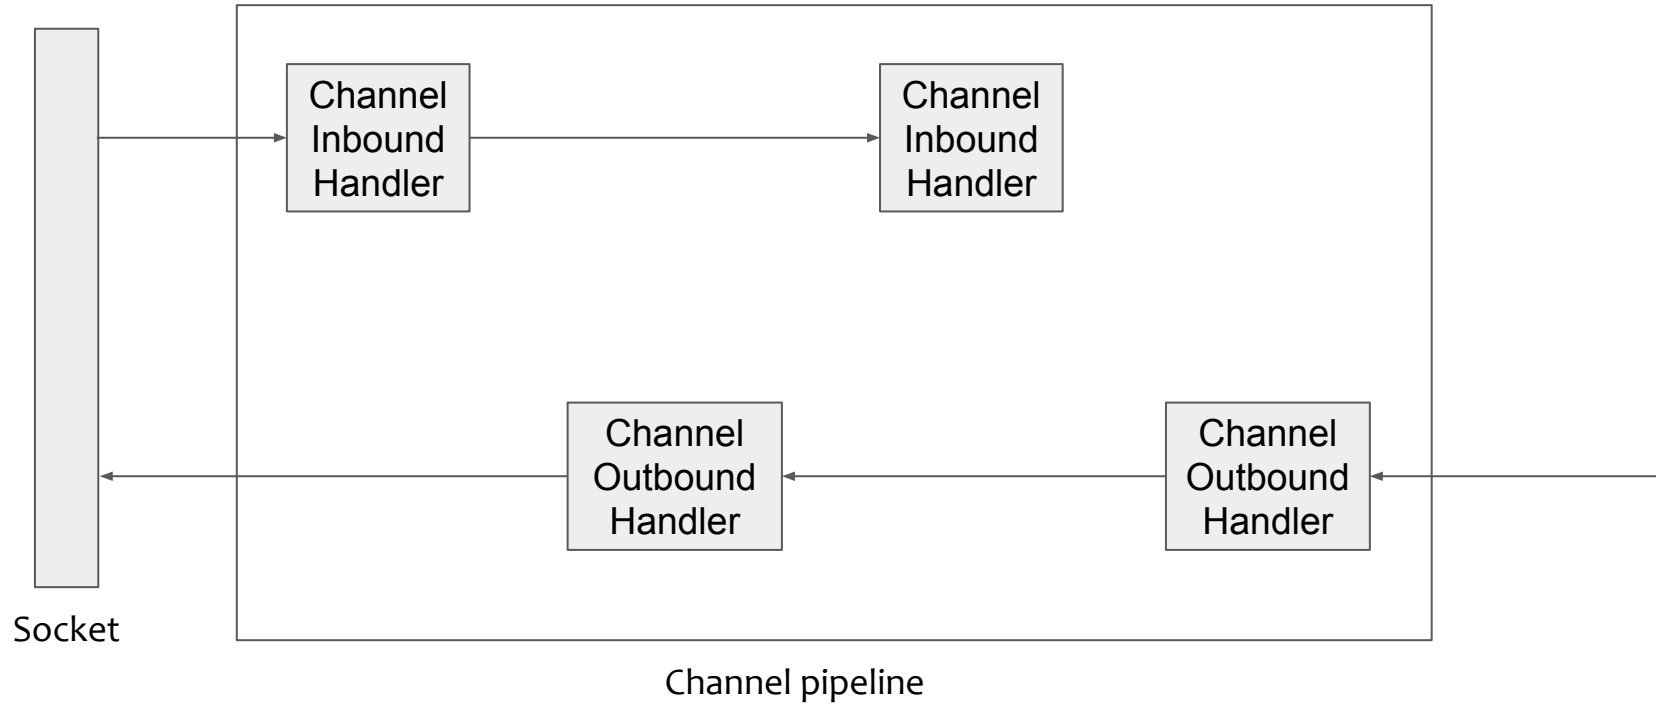 Channel
Inbound
Handler
Channel
Inbound
Handler
Channel
Outbound
Handler
Channel
Outbound
Handler
Socket
Channel pipeline